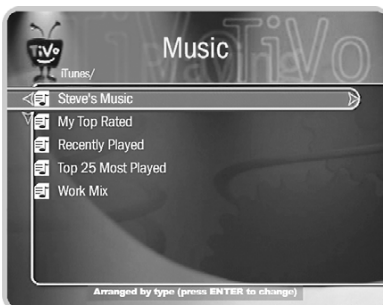 TiVo
Music
TiVo
iTunes/
Steve's Music
My Top Rated
Recently Played
Top 25 Most Played
Work Mix
Arranged by type (press ENTER to change)